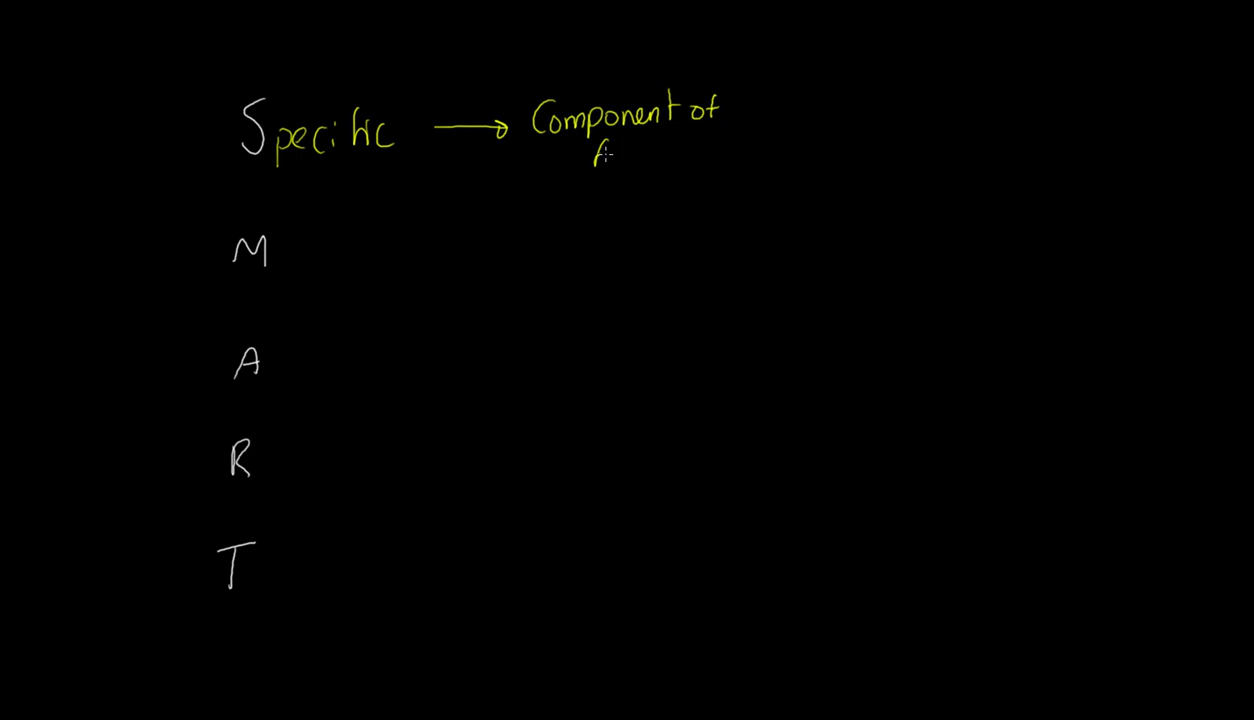 Specific → Component of
M
A
R
T